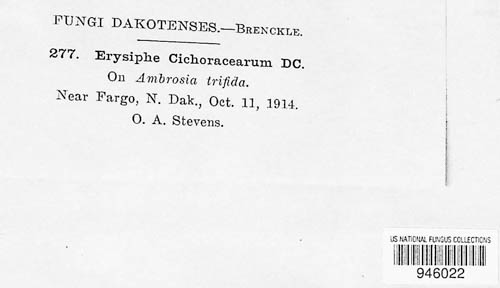 FUNGI DAKOTENSES.—BRENCKLE.
277. Erysiphe Cichoracearum DC.
On Ambrosia trifida.
Near Fargo, N. Dak., Oct. 11, 1914.
O. A. Stevens.
US NATIONAL FUNGUS COLLECTIONS
946022